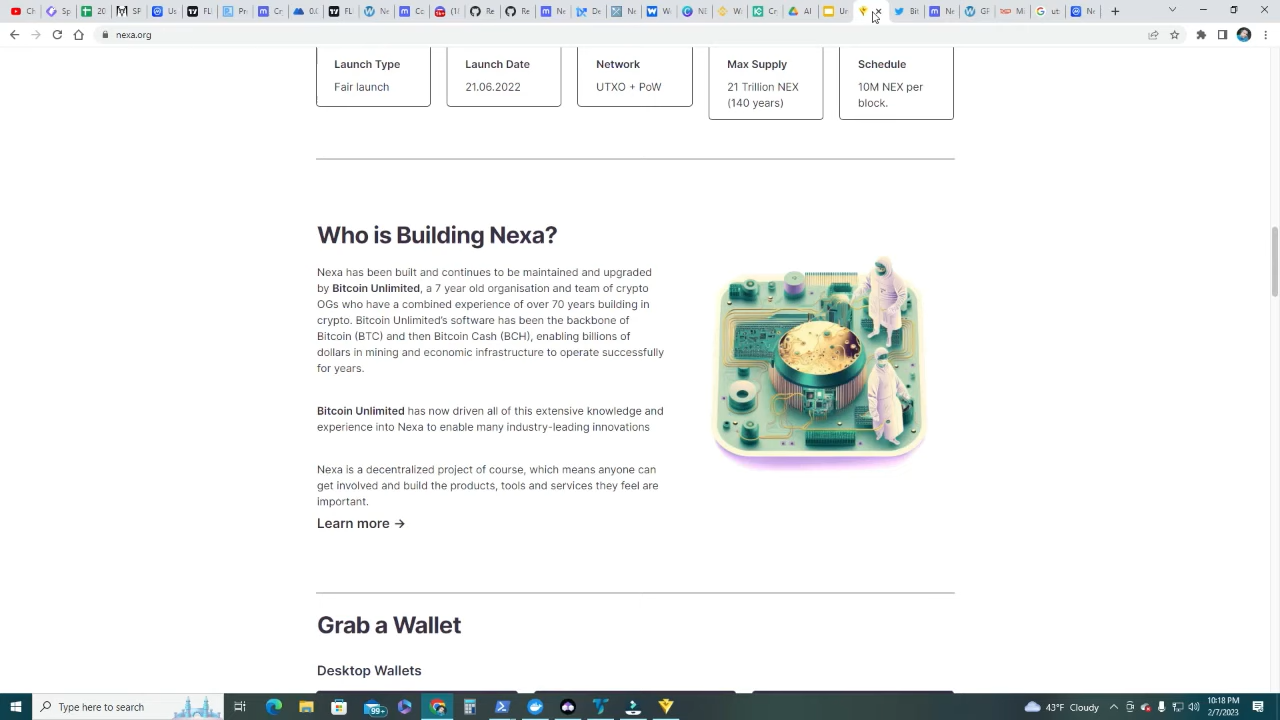 nexa.org
Launch Type
Fair launch
Launch Date
21.06.2022
Network
UTXO + PoW
Max Supply
21 Trillion NEX
(140 years)
Schedule
10M NEX per
block.
Who is Building Nexa?
Nexa has been built and continues to be maintained and upgraded
by Bitcoin Unlimited, a 7 year old organisation and team of crypto
OGs who have a combined experience of over 70 years building in
crypto. Bitcoin Unlimited's software has been the backbone of
Bitcoin (BTC) and then Bitcoin Cash (BCH), enabling billions of
dollars in mining and economic infrastructure to operate successfully
for years.
Bitcoin Unlimited has now driven all of this extensive knowledge and
experience into Nexa to enable many industry-leading innovations
Nexa is a decentralized project of course, which means anyone can
get involved and build the products, tools and services they feel are
important.
Learn more →
Grab a Wallet
Desktop Wallets
Type here to search
99+
43°F Cloudy
10:18 PM
2/7/2023